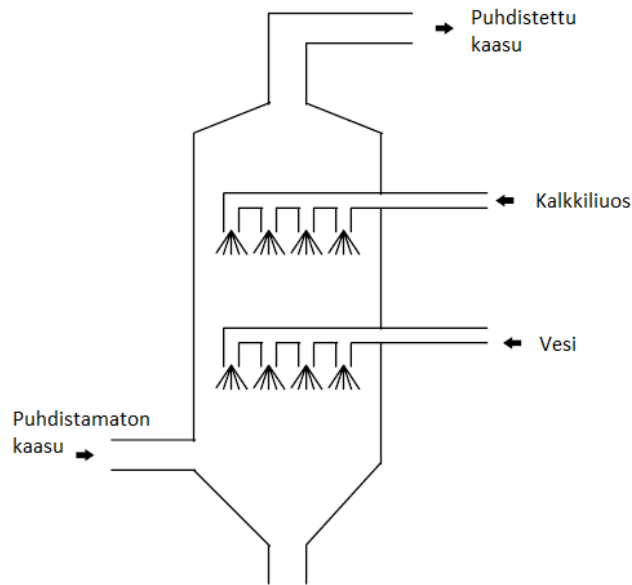 Puhdistettu
kaasu
Kalkkiliuos
Vesi
Puhdistamaton
kaasu